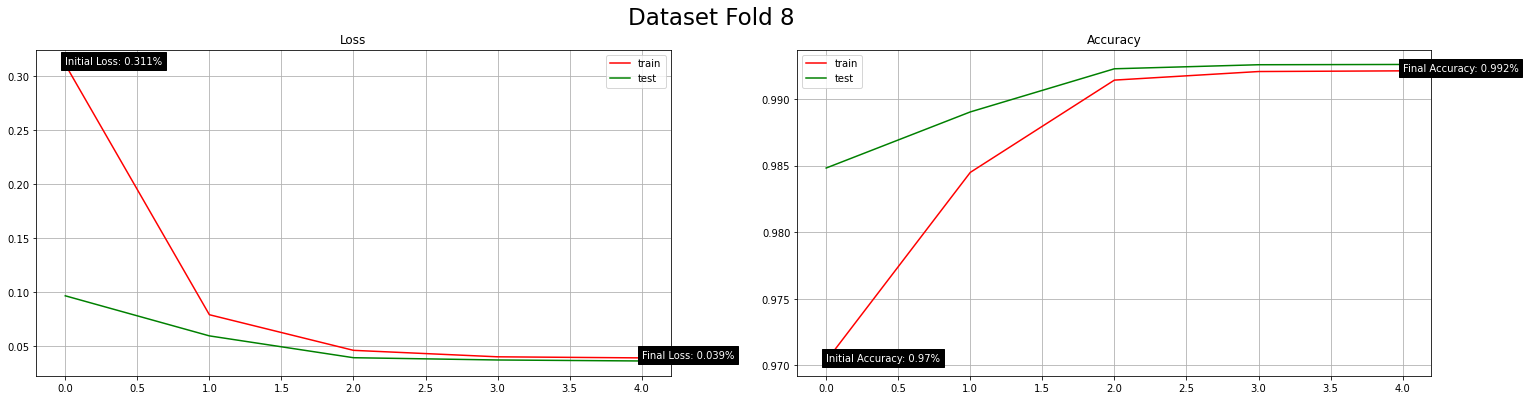 Dataset Fold 8
Loss
Initial Loss: 0.311%
train
test
0.30
0.25
0.20
0.15
0.10
0.05
Final Loss: 0.039%
0.0 0.5 1.0 1.5 2.0 2.5 3.0 3.5 4.0
Accuracy
train
test
Final Accuracy: 0.992%
0.990
0.985
0.980
0.975
0.970
Initial Accuracy: 0.97%
0.0 0.5 1.0 1.5 2.0 2.5 3.0 3.5 4.0